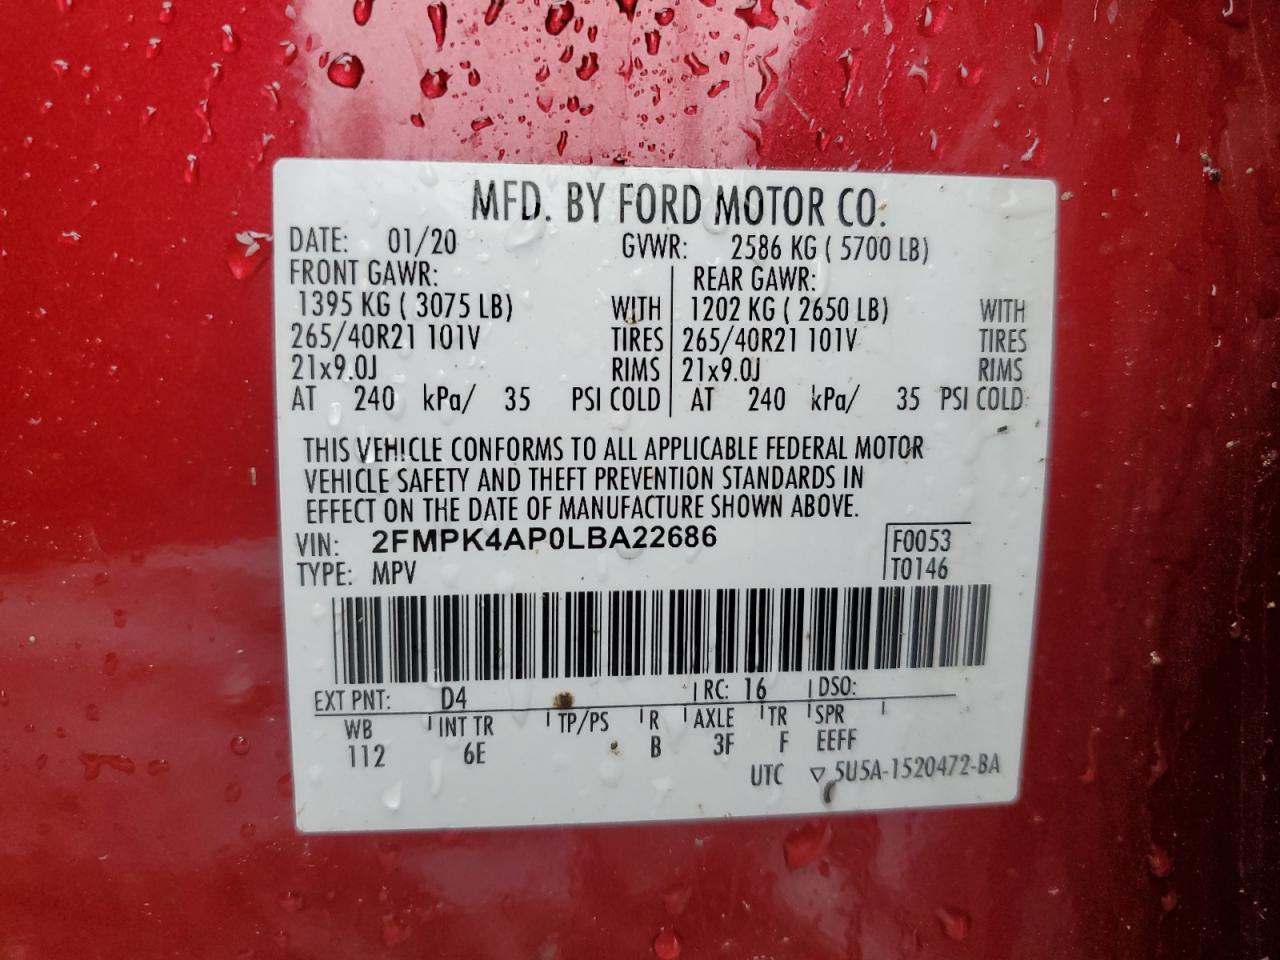 MFD. BY FORD MOTOR CO.
DATE: 01/20 GVWR: 2586 KG ( 5700 LB)
FRONT GAWR: REAR GAWR:
1395 KG ( 3075 LB) WITH 1202 KG ( 2650 LB) WITH
265/40R21 101V TIRES 265/40R21 101V TIRES
21x9.0J RIMS 21x9.0J RIMS
AT 240 kPa/ 35 PSI COLD AT 240 kPa/ 35 PSI COLD
THIS VEHICLE CONFORMS TO ALL APPLICABLE FEDERAL MOTOR
VEHICLE SAFETY AND THEFT PREVENTION STANDARDS IN
EFFECT ON THE DATE OF MANUFACTURE SHOWN ABOVE.
VIN: 2FMPK4AP0LBA22686 F0053
TYPE: MPV T0146
EXT PNT: D4 RC: 16 DSO:
WB INT TR TP/PS R AXLE TR SPR
112 6E B 3F F EEFF
UTC ▽ 5U5A-1520472-BA